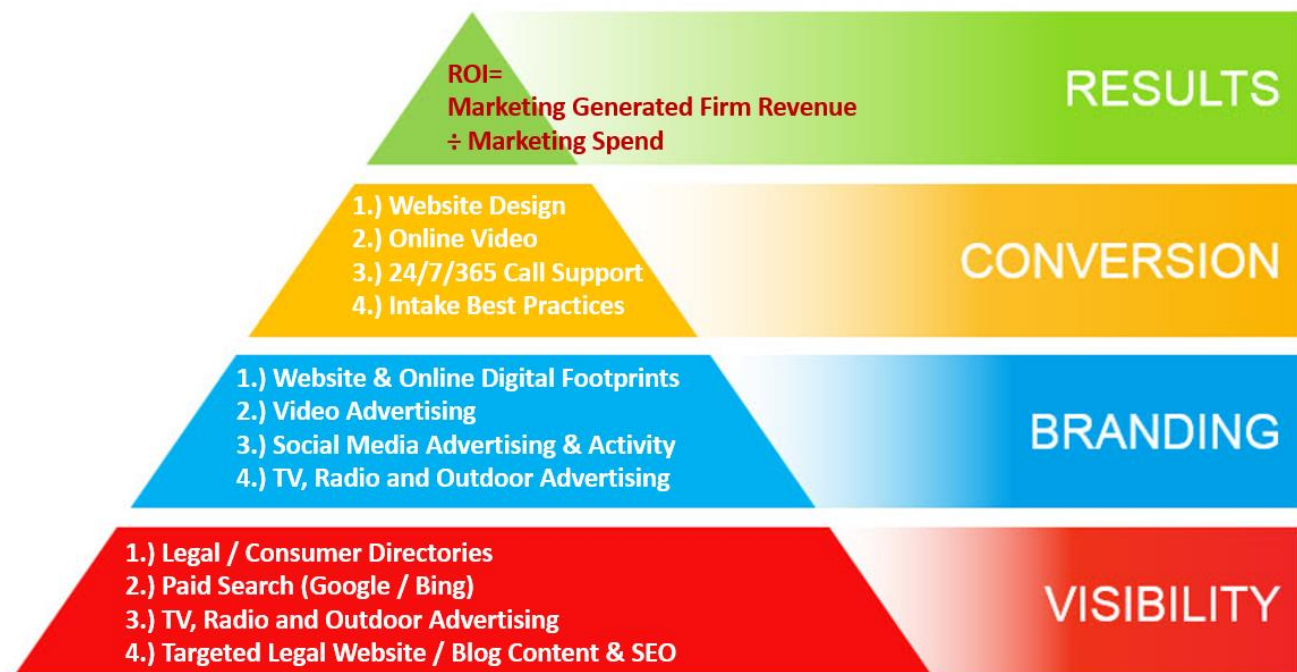 ROI=
Marketing Generated Firm Revenue
÷ Marketing Spend
RESULTS
1.) Website Design
2.) Online Video
3.) 24/7/365 Call Support
4.) Intake Best Practices
CONVERSION
1.) Website & Online Digital Footprints
2.) Video Advertising
3.) Social Media Advertising & Activity
4.) TV, Radio and Outdoor Advertising
BRANDING
1.) Legal / Consumer Directories
2.) Paid Search (Google / Bing)
3.) TV, Radio and Outdoor Advertising
4.) Targeted Legal Website / Blog Content & SEO
VISIBILITY